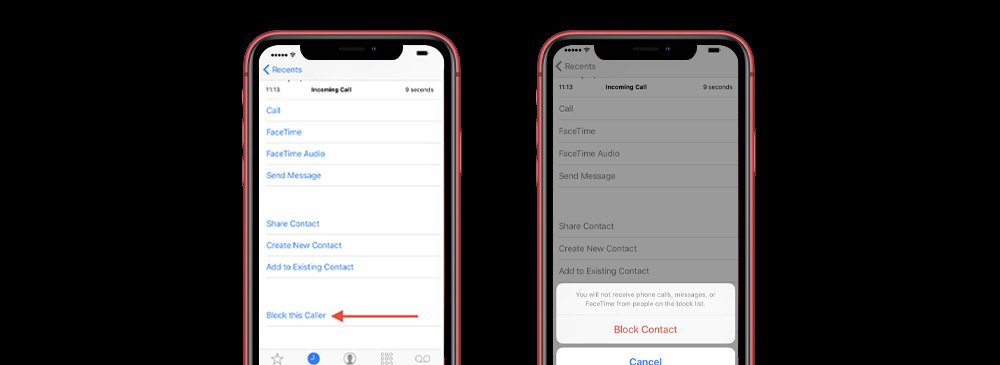 Recents
11:13 Incoming Call 9 seconds
Call
FaceTime
FaceTime Audio
Send Message
Share Contact
Create New Contact
Add to Existing Contact
Block this Caller
Recents
11:13 Incoming Call 9 seconds
Call
FaceTime
FaceTime Audio
Send Message
Share Contact
Create New Contact
Add to Existing Contact
You will not receive phone calls, messages, or
FaceTime from people on the block list.
Block Contact
Cancel